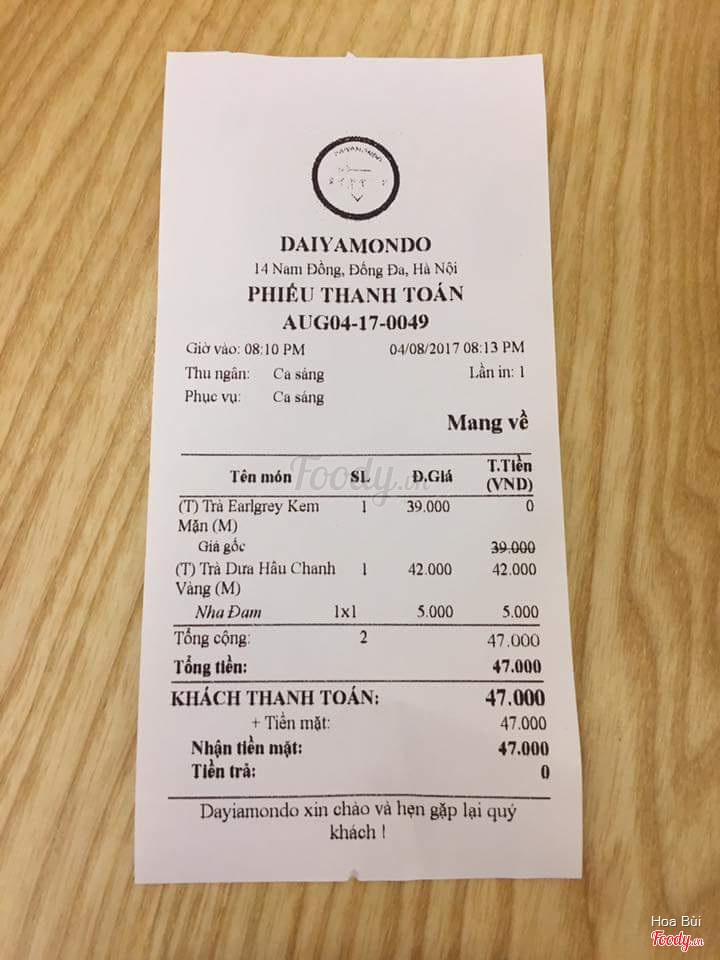 DAIYAMONDO
DAIYAMONDO
14 Nam Đồng, Đống Đa, Hà Nội
PHIẾU THANH TOÁN
AUG04-17-0049
Giờ vào: 08:10 PM 04/08/2017 08:13 PM
Thu ngân: Ca sáng Lần in: 1
Phục vụ: Ca sáng
Mang về
Tên món SL Đ.Giá T.Tiền (VND)
Foody.vn
(T) Trà Earlgrey Kem 1 39.000 0
Mặn (M)
Giá gốc 39.000
(T) Trà Dưa Hấu Chanh 1 42.000 42.000
Vàng (M)
Nha Đam 1x1 5.000 5.000
Tổng cộng: 2 47.000
Tổng tiền: 47.000
KHÁCH THANH TOÁN: 47.000
+ Tiền mặt: 47.000
Nhận tiền mặt: 47.000
Tiền trả: 0
Dayiamondo xin chào và hẹn gặp lại quý
khách !
Hoa Bùi
Foody.vn